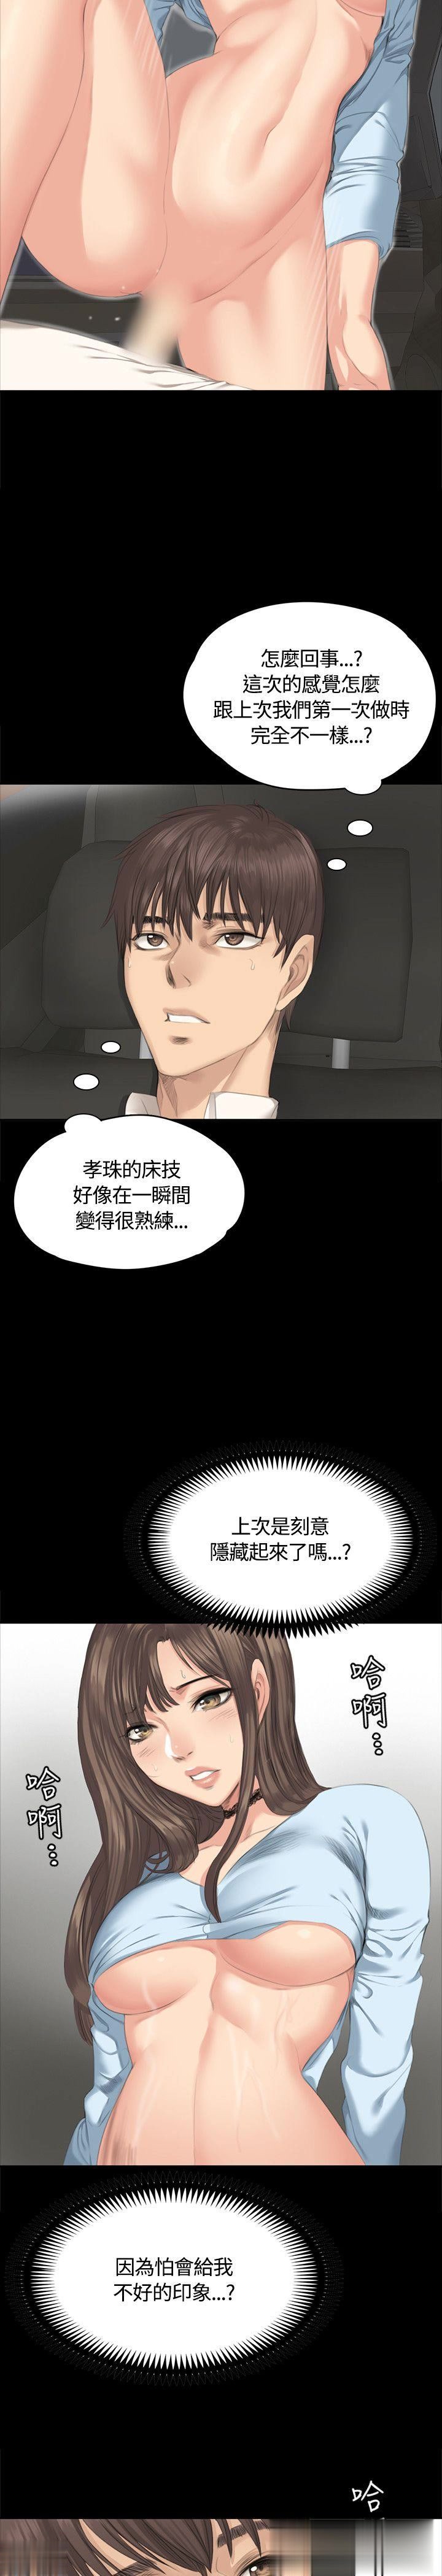 怎麼回事...?
這次的感覺怎麼
跟上次我們第一次做時
完全不一樣...?
孝珠的床技
好像在一瞬間
變得很熟練...
上次是刻意
隱藏起來了嗎...?
哈啊…
哈啊…
因為怕會給我
不好的印象...?
哈